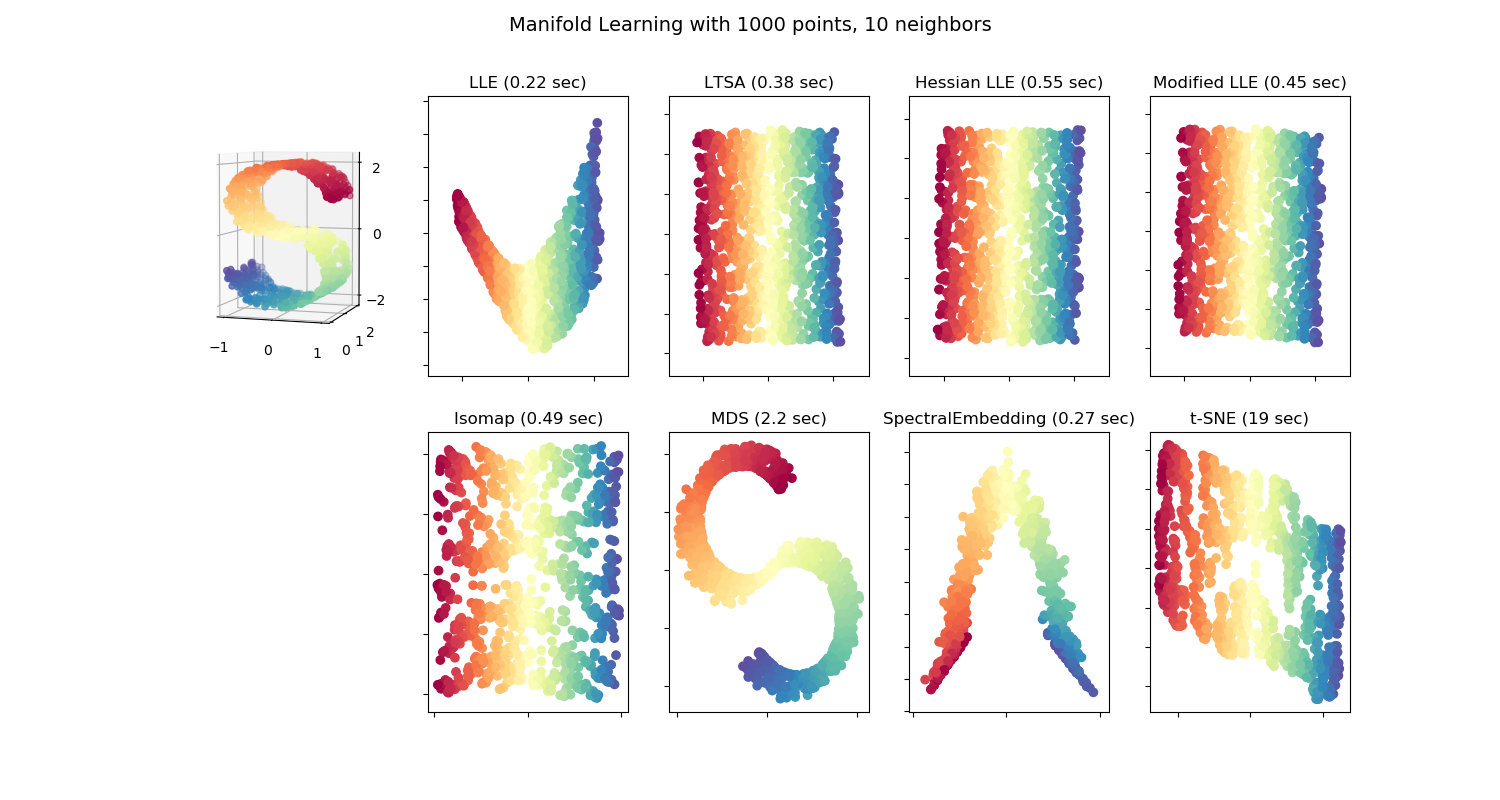 Manifold Learning with 1000 points, 10 neighbors
LLE (0.22 sec)
LTSA (0.38 sec)
Hessian LLE (0.55 sec)
Modified LLE (0.45 sec)
2
0
−2
−1
0
1
0
1
2
Isomap (0.49 sec)
MDS (2.2 sec)
SpectralEmbedding (0.27 sec)
t-SNE (19 sec)